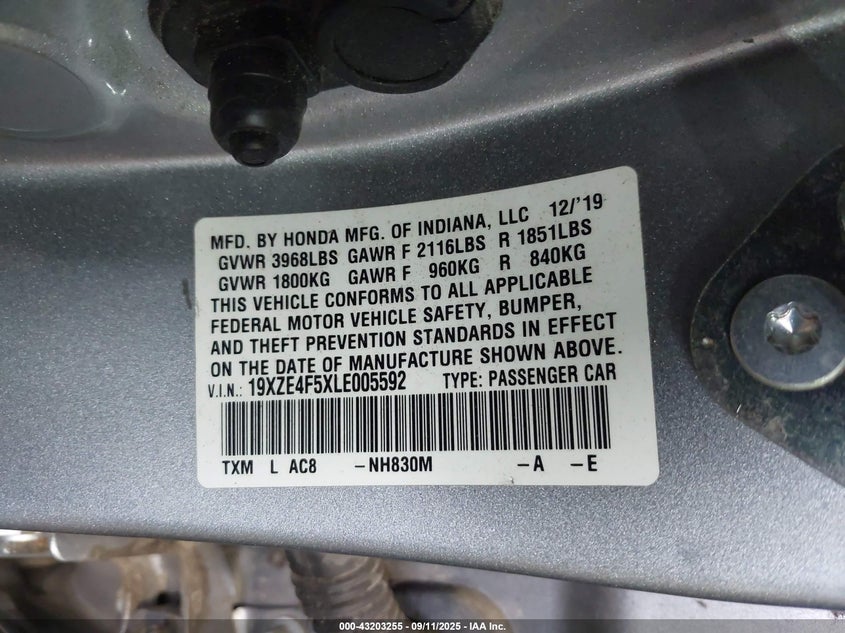 MFD. BY HONDA MFG. OF INDIANA, LLC 12/'19
GVWR 3968LBS GAWR F 2116LBS R 1851LBS
GVWR 1800KG GAWR F 960KG R 840KG
THIS VEHICLE CONFORMS TO ALL APPLICABLE
FEDERAL MOTOR VEHICLE SAFETY, BUMPER,
AND THEFT PREVENTION STANDARDS IN EFFECT
ON THE DATE OF MANUFACTURE SHOWN ABOVE.
V.I.N.: 19XZE4F5XLE005592 TYPE: PASSENGER CAR
TXM L AC8 -NH830M -A -E
000-43203255 - 09/11/2025 - IAA Inc.